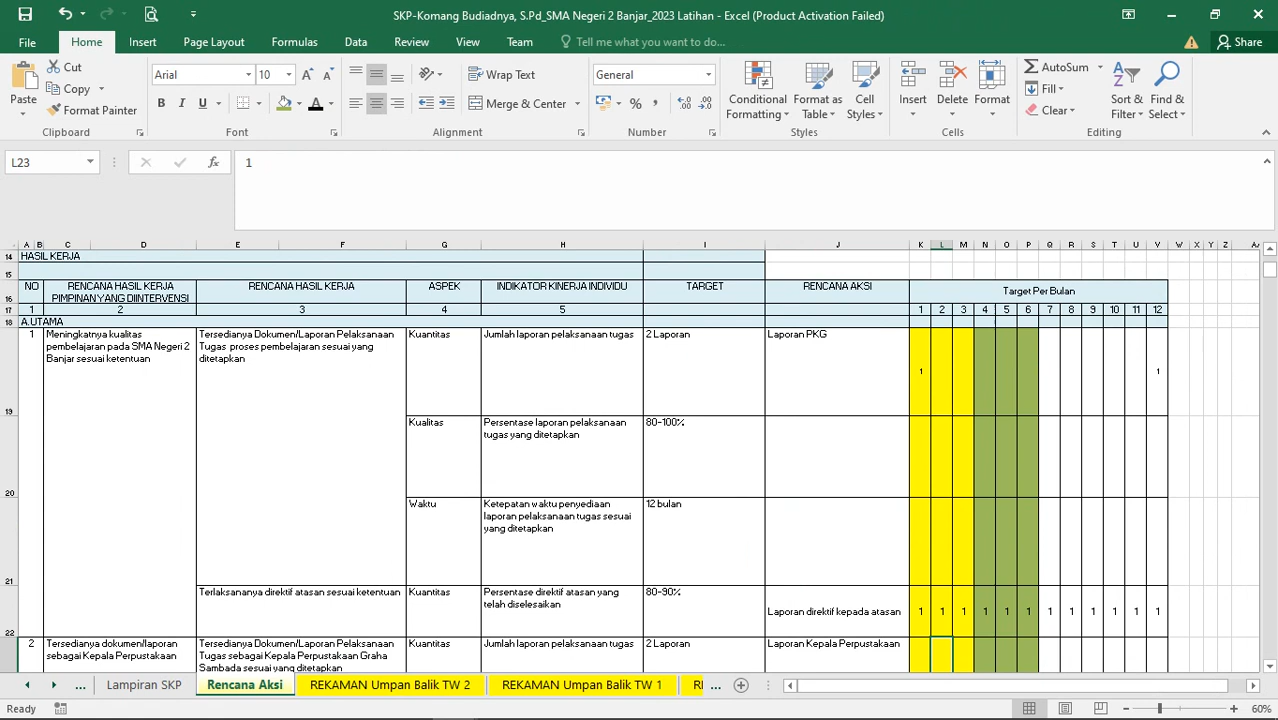 SKP-Komang Budiadnya, S.Pd_SMA Negeri 2 Banjar_2023 Latihan - Excel (Product Activation Failed)
File Home Insert Page Layout Formulas Data Review View Team Tell me what you want to do... Share
Paste Cut Copy Format Painter
Clipboard
Arial 10
B I U
Font
Wrap Text
Merge & Center
Alignment
General
%
Number
Conditional Formatting
Format as Table
Cell Styles
Styles
Insert Delete Format
Cells
AutoSum
Fill
Clear
Sort & Filter
Find & Select
Editing
L23 fx 1
A B C D E F G H I J K L M N O P Q R S T U V W X Y Z
14 HASIL KERJA
15
16 NO RENCANA HASIL KERJA PIMPINAN YANG DIINTERVENSI RENCANA HASIL KERJA ASPEK INDIKATOR KINERJA INDIVIDU TARGET RENCANA AKSI Target Per Bulan
17 1 2 3 4 5 1 2 3 4 5 6 7 8 9 10 11 12
18 A.UTAMA
1 Meningkatnya kualitas Tersedianya Dokumen/Laporan Pelaksanaan Kuantitas Jumlah laporan pelaksanaan tugas 2 Laporan Laporan PKG
pembelajaran pada SMA Negeri 2 Tugas proses pembelajaran sesuai yang
Banjar sesuai ketentuan ditetapkan
1 1
19
Kualitas Persentase laporan pelaksanaan 80-100%
tugas yang ditetapkan
20
Waktu Ketepatan waktu penyediaan 12 bulan
laporan pelaksanaan tugas sesuai
yang ditetapkan
21
Terlaksananya direktif atasan sesuai ketentuan Kuantitas Persentase direktif atasan yang 80-90%
telah diselesaikan
Laporan direktif kepada atasan 1 1 1 1 1 1 1 1 1 1 1 1
22
2 Tersedianya dokumen/laporan Tersedianya Dokumen/Laporan Pelaksanaan Kuantitas Jumlah laporan pelaksanaan tugas 2 Laporan Laporan Kepala Perpustakaan
sebagai Kepala Perpustakaan Tugas sebagai Kepala Perpustakaan Graha
Sambada sesuai yang ditetapkan
... Lampiran SKP Rencana Aksi REKAMAN Umpan Balik TW 2 REKAMAN Umpan Balik TW 1 ...
Ready 60%